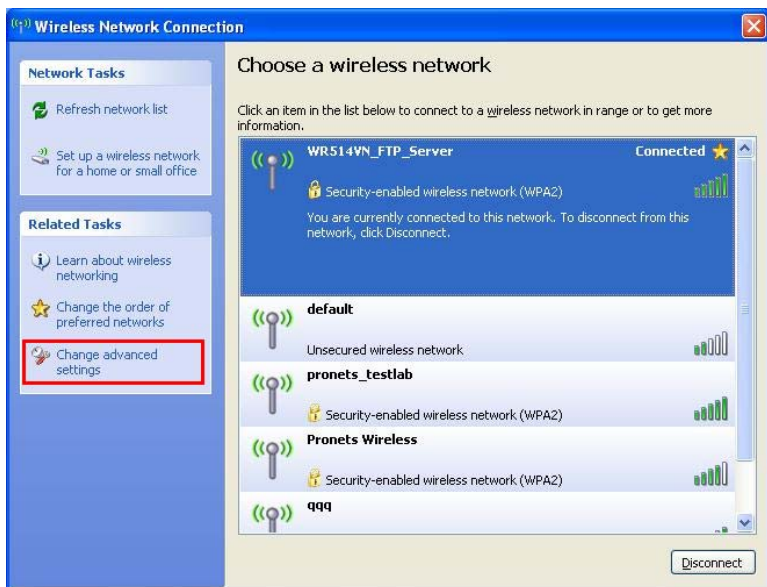 Wireless Network Connection
Network Tasks
Refresh network list
Set up a wireless network
for a home or small office
Related Tasks
Learn about wireless
networking
Change the order of
preferred networks
Change advanced
settings
Choose a wireless network
Click an item in the list below to connect to a wireless network in range or to get more
information.
WR514VN_FTP_Server
Connected
Security-enabled wireless network (WPA2)
You are currently connected to this network. To disconnect from this
network, click Disconnect.
default
Unsecured wireless network
pronets_testlab
Security-enabled wireless network (WPA2)
Pronets Wireless
Security-enabled wireless network (WPA2)
qqq
Disconnect